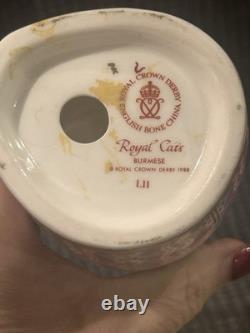 ROYAL CROWN DERBY
ENGLISH BONE CHINA
Royal Cats
BURMESE
© ROYAL CROWN DERBY 1988
LII